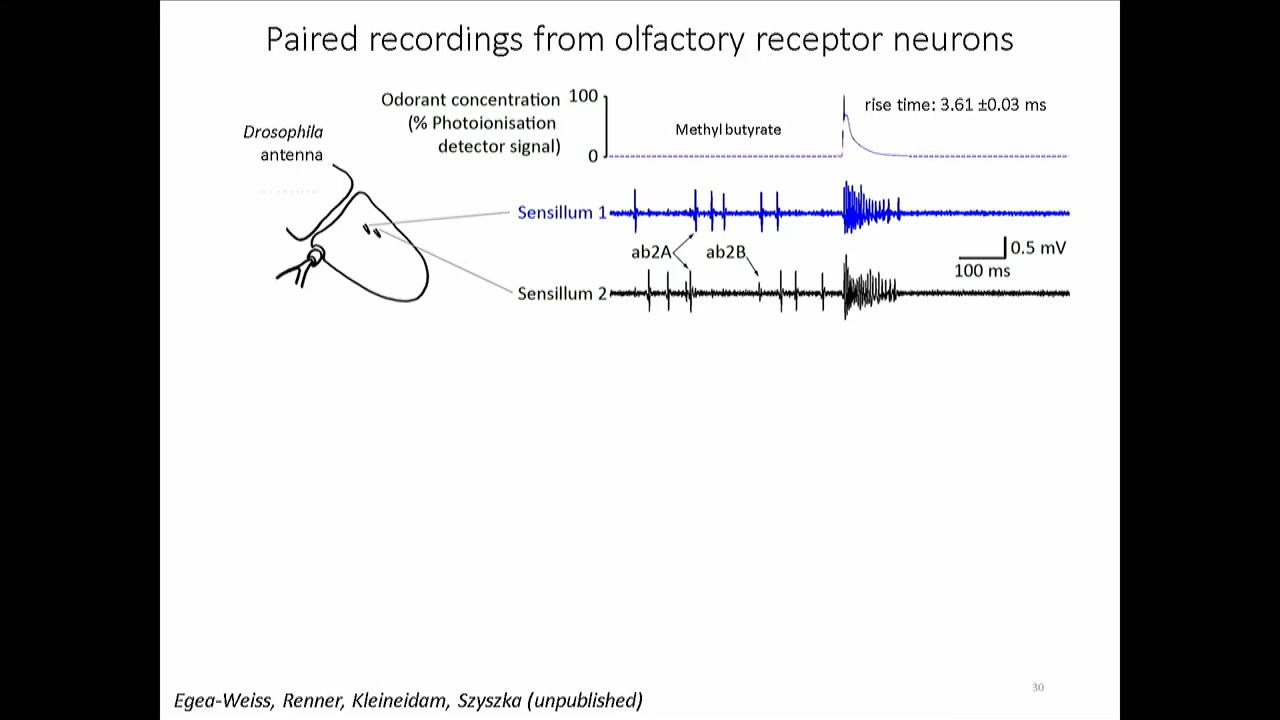 Paired recordings from olfactory receptor neurons
Odorant concentration
(% Photoionisation
detector signal)
100
0
Methyl butyrate
rise time: 3.61 ±0.03 ms
Drosophila
antenna
Sensillum 1
ab2A
ab2B
0.5 mV
100 ms
Sensillum 2
Egea-Weiss, Renner, Kleineidam, Szyszka (unpublished)
30